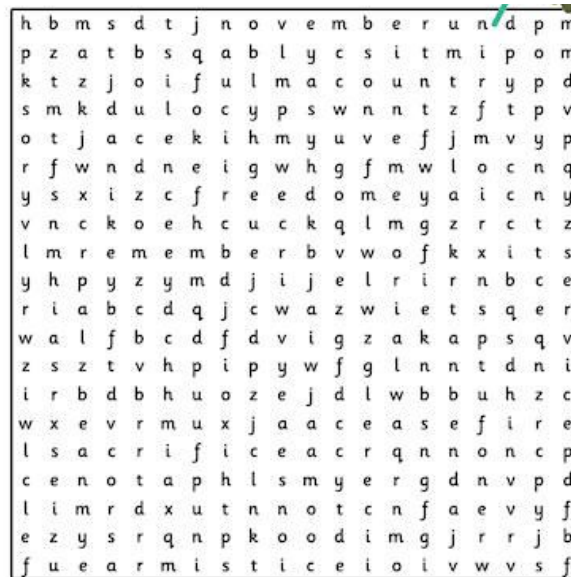 h b m s d t j n o v e m b e r u n d p m
p z a t b s q a b l y c s i t m i p o m
k t z j o i f u l m a c o u n t r y p d
s m k d u l o c y p s w n n t z f t p v
o t j a c e k i h m y u v e f j m v y p
r f w n d n e i g w h g f m w l o c n q
y s x i z c f r e e d o m e y a i c n y
v n c k o e h c u c k q l m g z r c t z
l m r e m e m b e r b v w o f k x i t s
y h p y z y m d j i j e l r i r n b c e
r i a b c d q j c w a z w i e t s q e r
w a l f b c d f d v i g z a k a p s q v
z s z t v h p i p y w f g l n n t d n i
i r b d b h u o z e j d l w b b u h z c
w x e v r m u x j a a c e a s e f i r e
l s a c r i f i c e a c r q n n o n c p
c e n o t a p h l s m y e r g d n v p d
l i m r d x u t n n o t c n f a e v y f
e z y s r q n p k o o d i m g j r r j b
f u e a r m i s t i c e i o i v w v s f